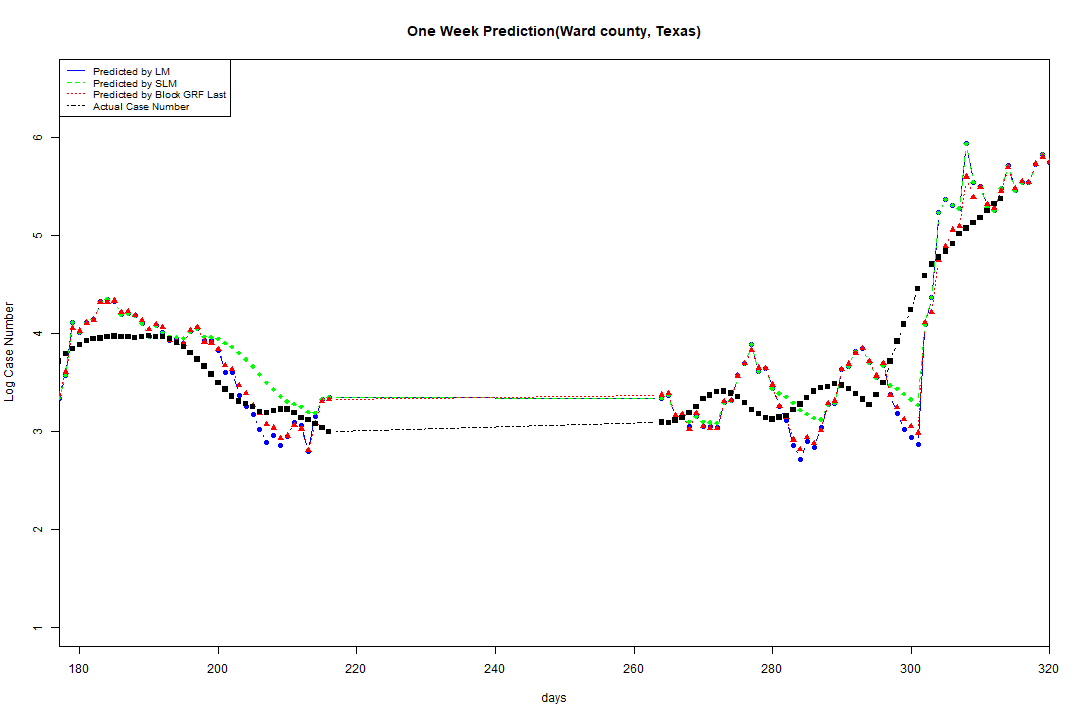 One Week Prediction(Ward county, Texas)
Predicted by LM
Predicted by SLM
Predicted by Block GRF Last
Actual Case Number
6
5
4
3
2
1
Log Case Number
180 200 220 240 260 280 300 320
days